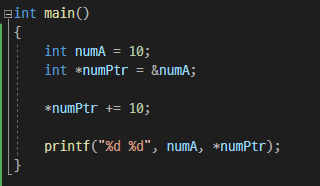 int main()
{
int numA = 10;
int *numPtr = &numA;
*numPtr += 10;
printf("%d %d", numA, *numPtr);
}